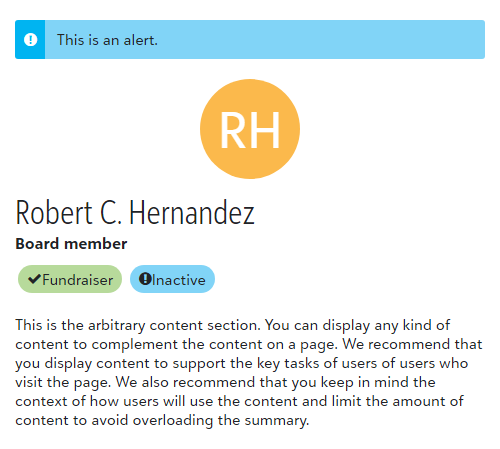 This is an alert.
RH
Robert C. Hernandez
Board member
Fundraiser Inactive
This is the arbitrary content section. You can display any kind of
content to complement the content on a page. We recommend that
you display content to support the key tasks of users of users who
visit the page. We also recommend that you keep in mind the
context of how users will use the content and limit the amount of
content to avoid overloading the summary.